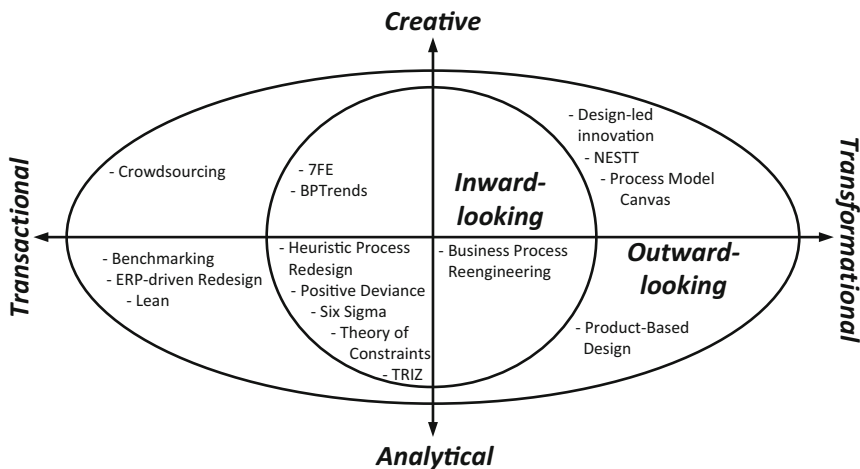 Creative
- Crowdsourcing
- 7FE
- BPTrends
Inward-
looking
- Design-led
innovation
- NESTT
- Process Model
Canvas
Transactional
Transformational
- Benchmarking
- ERP-driven Redesign
- Lean
- Heuristic Process
Redesign
- Positive Deviance
- Six Sigma
- Theory of
Constraints
- TRIZ
- Business Process
Reengineering
Outward-
looking
- Product-Based
Design
Analytical